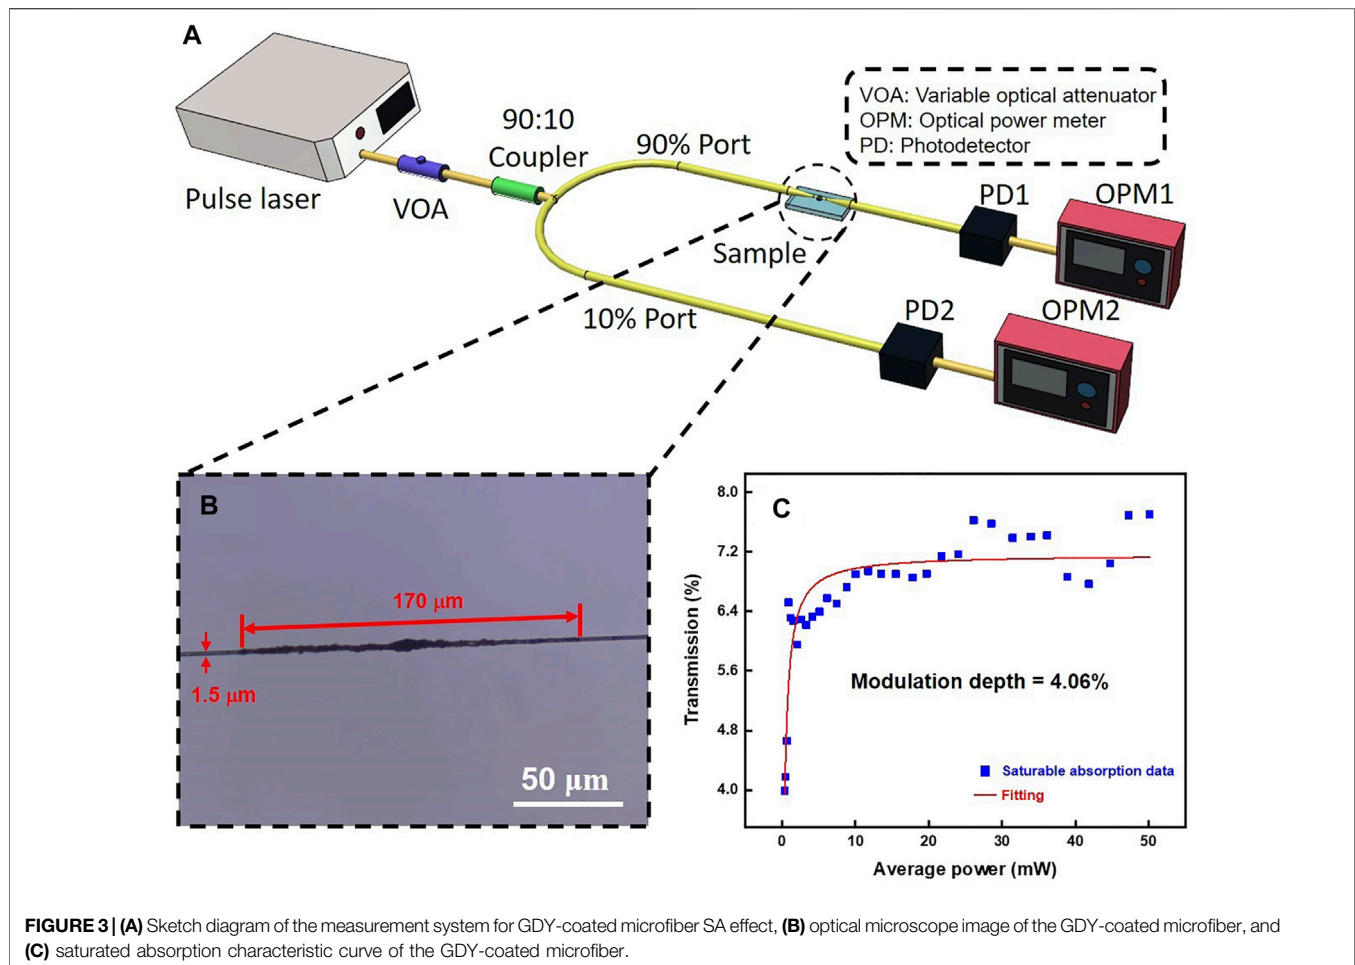 A
VOA: Variable optical attenuator
OPM: Optical power meter
PD: Photodetector
90:10
Coupler
90% Port
Pulse laser
VOA
PD1
OPM1
Sample
10% Port
PD2
OPM2
B
170 μm
1.5 μm
50 μm
C
8.0
7.2
6.4
5.6
4.8
4.0
Transmission (%)
Modulation depth = 4.06%
Saturable absorption data
Fitting
0 10 20 30 40 50
Average power (mW)
FIGURE 3 | (A) Sketch diagram of the measurement system for GDY-coated microfiber SA effect, (B) optical microscope image of the GDY-coated microfiber, and
(C) saturated absorption characteristic curve of the GDY-coated microfiber.